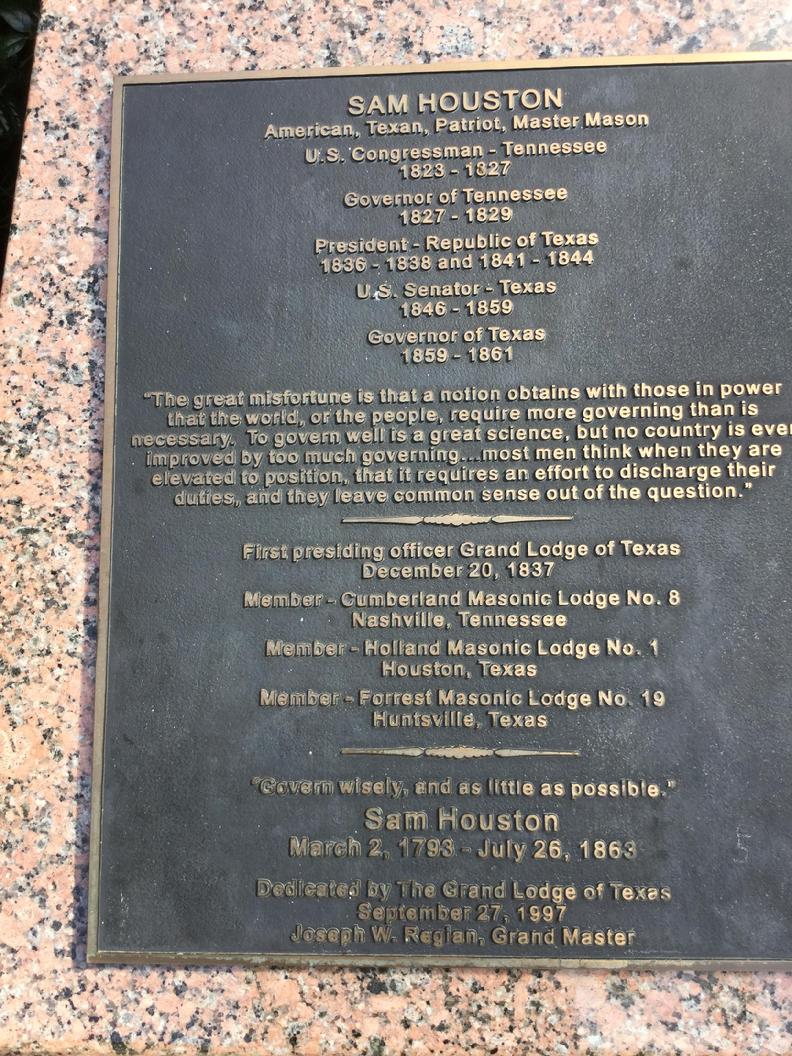 SAM HOUSTON
American, Texan, Patriot, Master Mason
U.S. Congressman - Tennessee
1823 - 1827
Governor of Tennessee
1827 - 1829
President - Republic of Texas
1836 - 1838 and 1841 - 1844
U.S. Senator - Texas
1846 - 1859
Governor of Texas
1859 - 1861
"The great misfortune is that a notion obtains with those in power
that the world, or the people, require more governing than is
necessary. To govern well is a great science, but no country is ever
improved by too much governing....most men think when they are
elevated to position, that it requires an effort to discharge their
duties, and they leave common sense out of the question."
First presiding officer Grand Lodge of Texas
December 20, 1837
Member - Cumberland Masonic Lodge No. 8
Nashville, Tennessee
Member - Holland Masonic Lodge No. 1
Houston, Texas
Member - Forrest Masonic Lodge No. 19
Huntsville, Texas
"Govern wisely, and as little as possible."
Sam Houston
March 2, 1793 - July 26, 1863
Dedicated by The Grand Lodge of Texas
September 27, 1997
Joseph W. Regian, Grand Master